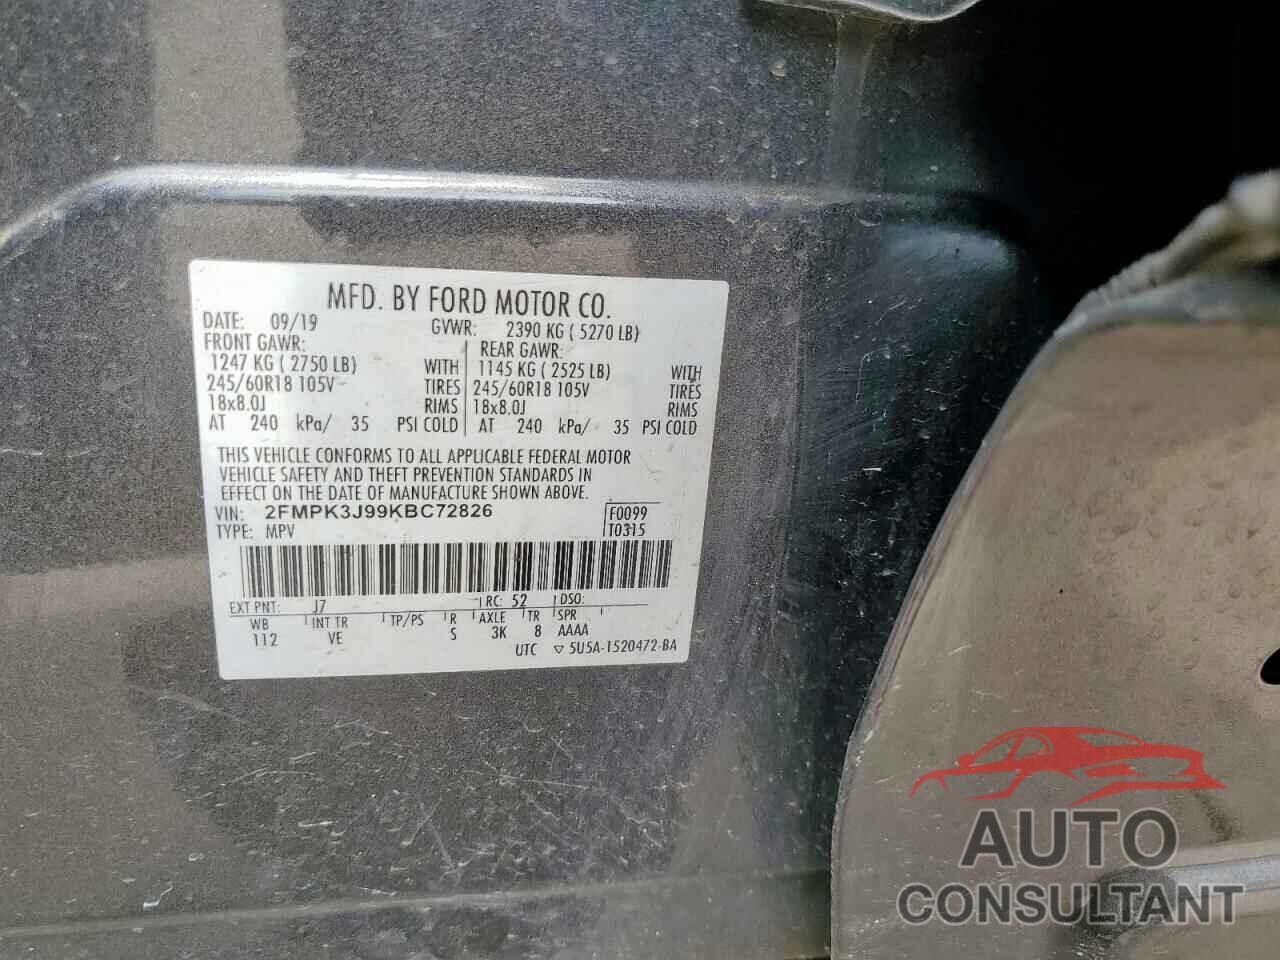 MFD. BY FORD MOTOR CO.
DATE: 09/19 GVWR: 2390 KG ( 5270 LB)
FRONT GAWR: REAR GAWR:
1247 KG ( 2750 LB) WITH 1145 KG ( 2525 LB) WITH
245/60R18 105V TIRES 245/60R18 105V TIRES
18x8.0J RIMS 18x8.0J RIMS
AT 240 kPa/ 35 PSI COLD AT 240 kPa/ 35 PSI COLD
THIS VEHICLE CONFORMS TO ALL APPLICABLE FEDERAL MOTOR
VEHICLE SAFETY AND THEFT PREVENTION STANDARDS IN
EFFECT ON THE DATE OF MANUFACTURE SHOWN ABOVE.
VIN: 2FMPK3J99KBC72826 F0099
TYPE: MPV T0315
EXT PNT: J7 RC: 52 DSO:
WB INT TR TP/PS R AXLE TR SPR
112 VE S 3K 8 AAAA
UTC ▽ 5U5A-1520472-BA
AUTO
CONSULTANT